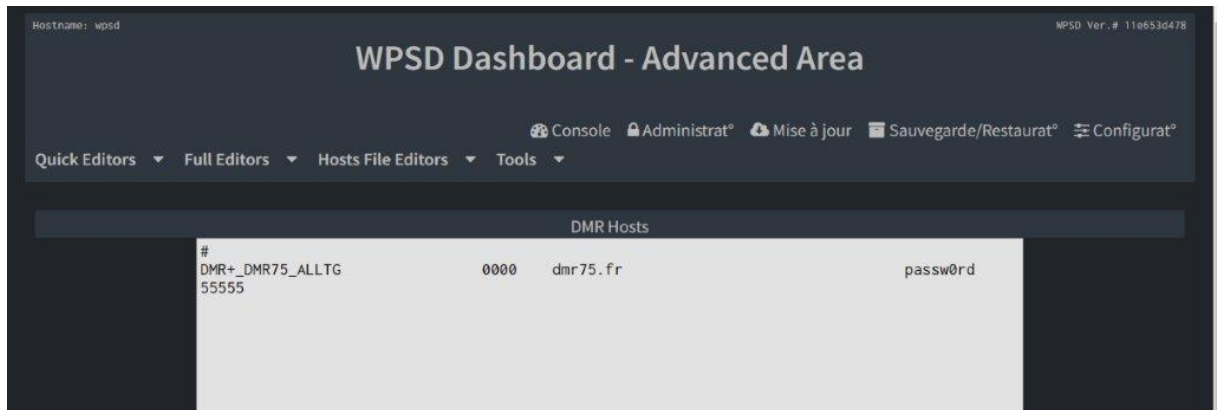 Hostname: wpsd WPSD Ver.# 11e653d478
WPSD Dashboard - Advanced Area
Console Administrat° Mise à jour Sauvegarde/Restaurat° Configurat°
Quick Editors Full Editors Hosts File Editors Tools
DMR Hosts
#
DMR+_DMR75_ALLTG 0000 dmr75.fr passw0rd
55555